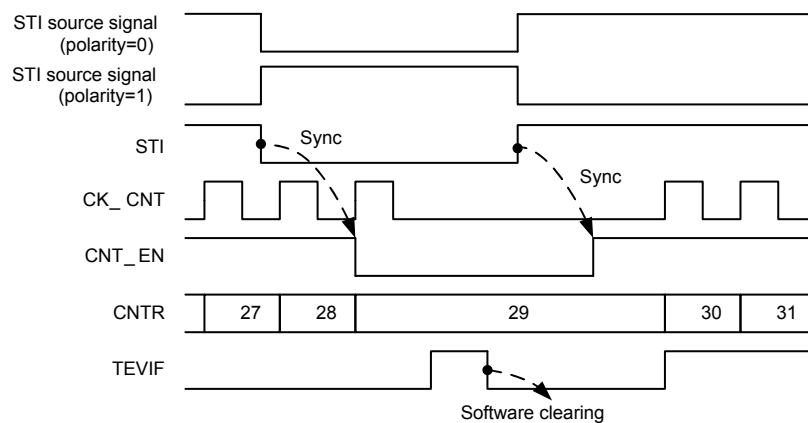 STI source signal
(polarity=0)
STI source signal
(polarity=1)
STI
Sync
Sync
CK_ CNT
CNT_ EN
CNTR
27
28
29
30
31
TEVIF
Software clearing